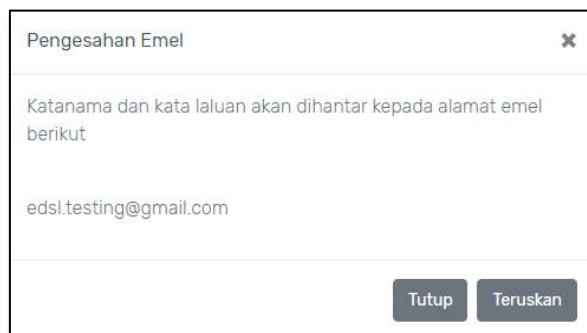 Pengesahan Emel
Katanama dan kata laluan akan dihantar kepada alamat emel
berikut
edsl.testing@gmail.com
Tutup
Teruskan